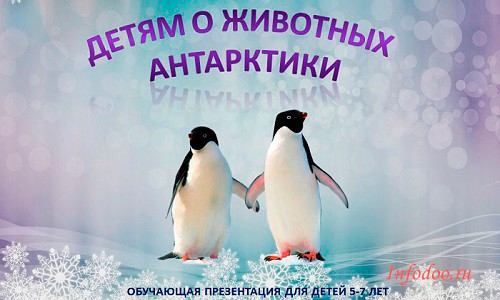 ДЕТЯМ О ЖИВОТНЫХ
АНТАРКТИКИ
Infodoo.ru
ОБУЧАЮЩАЯ ПРЕЗЕНТАЦИЯ ДЛЯ ДЕТЕЙ 5-7 ЛЕТ